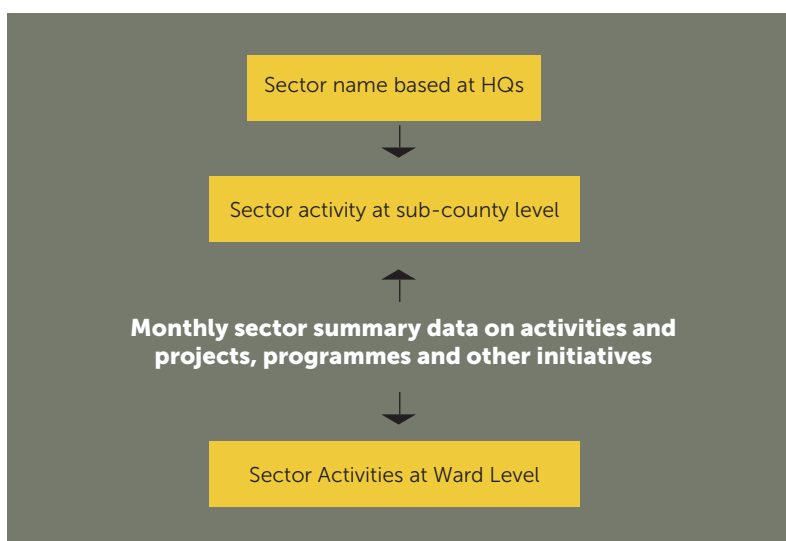 Sector name based at HQs
Sector activity at sub-county level
Monthly sector summary data on activities and
projects, programmes and other initiatives
Sector Activities at Ward Level